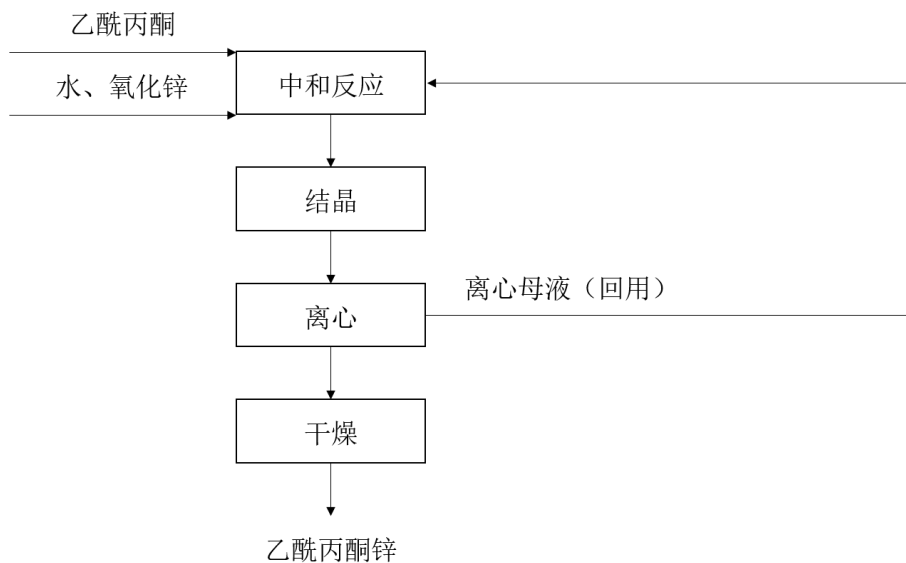 乙酰丙酮
水、氧化锌
中和反应
结晶
离心母液（回用）
离心
干燥
乙酰丙酮锌